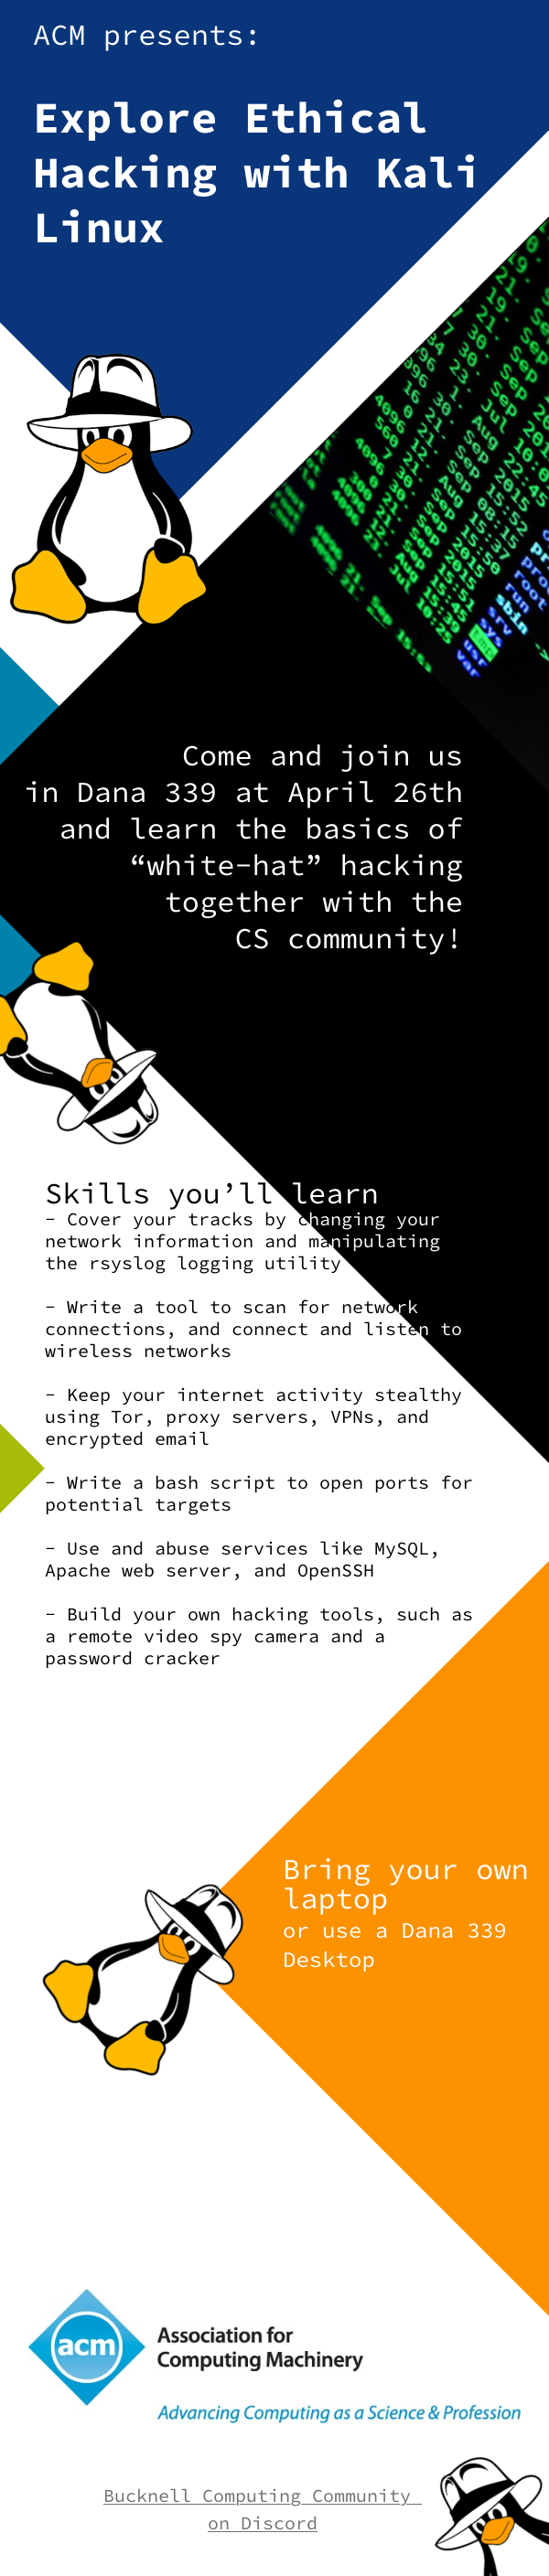 ACM presents:
Explore Ethical
Hacking with Kali
Linux
Come and join us
in Dana 339 at April 26th
and learn the basics of
“white-hat” hacking
together with the
CS community!
Skills you’ll learn
- Cover your tracks by changing your
network information and manipulating
the rsyslog logging utility
- Write a tool to scan for network
connections, and connect and listen to
wireless networks
- Keep your internet activity stealthy
using Tor, proxy servers, VPNs, and
encrypted email
- Write a bash script to open ports for
potential targets
- Use and abuse services like MySQL,
Apache web server, and OpenSSH
- Build your own hacking tools, such as
a remote video spy camera and a
password cracker
Bring your own
laptop
or use a Dana 339
Desktop
acm
Association for
Computing Machinery
Advancing Computing as a Science & Profession
Bucknell Computing Community
on Discord